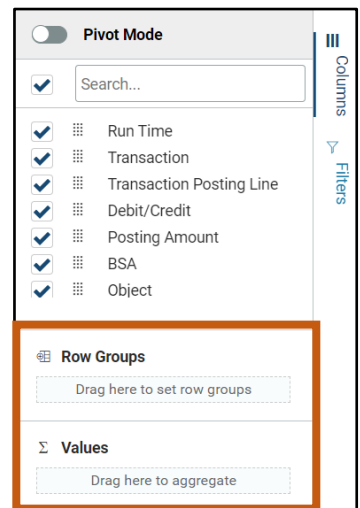 Pivot Mode
Search...
Run Time
Transaction
Transaction Posting Line
Debit/Credit
Posting Amount
BSA
Object
Row Groups
Drag here to set row groups
Σ Values
Drag here to aggregate
Columns
Filters